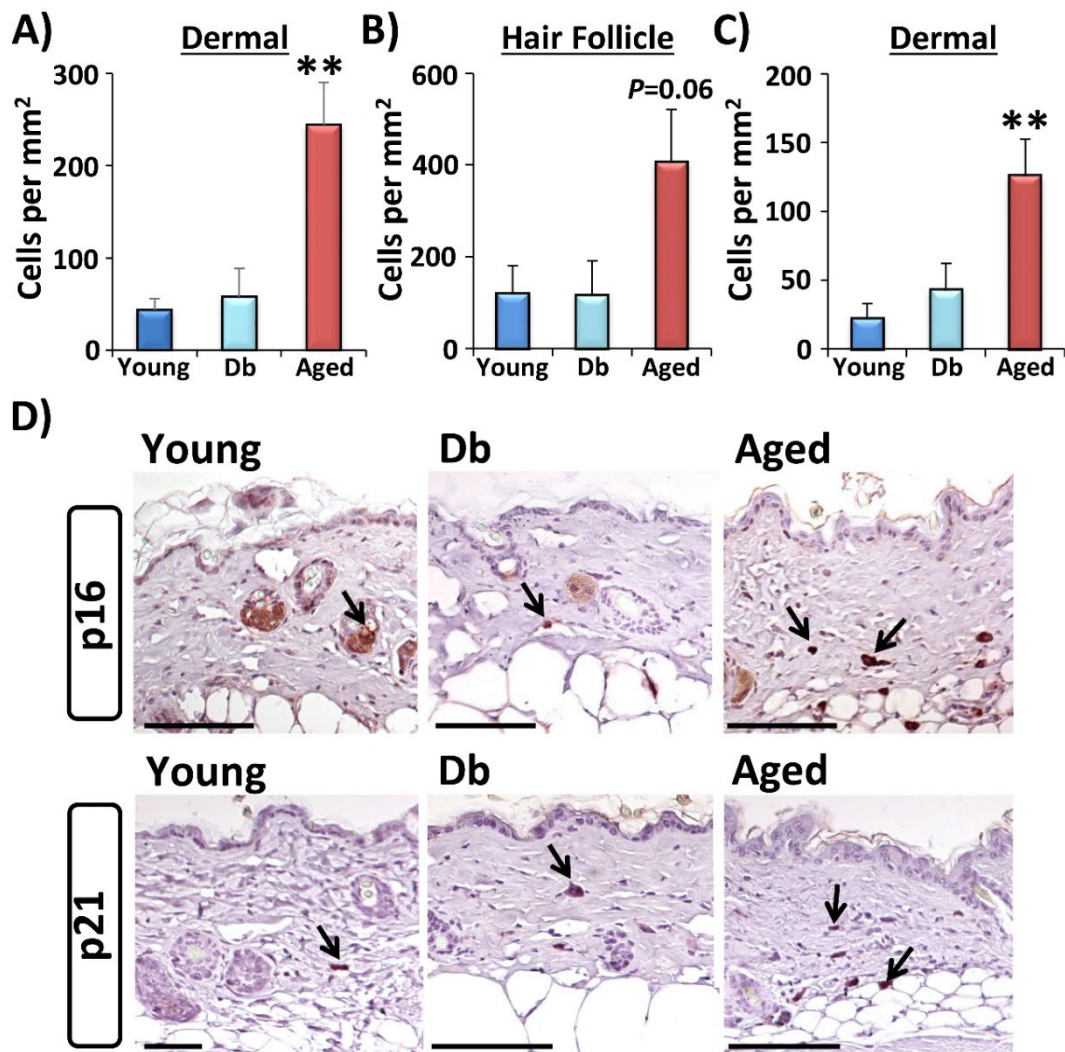 A)
Dermal
Cells per mm²
300
200
100
0
**
Young Db Aged
B)
Hair Follicle
Cells per mm²
600
400
200
0
P=0.06
Young Db Aged
C)
Dermal
Cells per mm²
200
150
100
50
0
**
Young Db Aged
D)
Young Db Aged
p16
Young Db Aged
p21